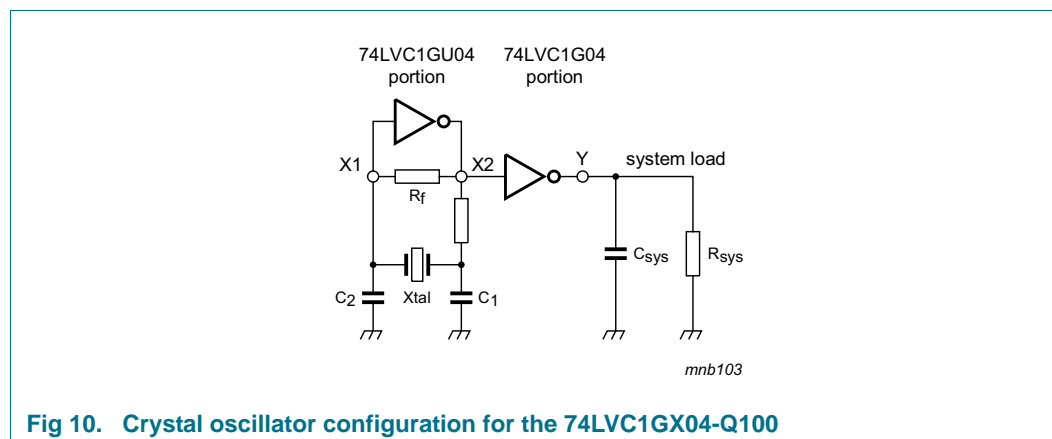 74LVC1GU04 74LVC1G04
portion portion
X1 X2 Y system load
Rf
Csys Rsys
C2 Xtal C1
mnb103
Fig 10. Crystal oscillator configuration for the 74LVC1GX04-Q100